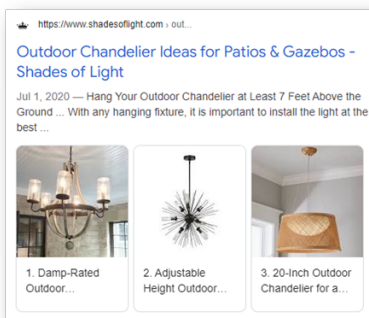 https://www.shadesoflight.com › out...
Outdoor Chandelier Ideas for Patios & Gazebos -
Shades of Light
Jul 1, 2020 — Hang Your Outdoor Chandelier at Least 7 Feet Above the
Ground ... With any hanging fixture, it is important to install the light at the
best ...
1. Damp-Rated
Outdoor...
2. Adjustable
Height Outdoor...
3. 20-Inch Outdoor
Chandelier for a...